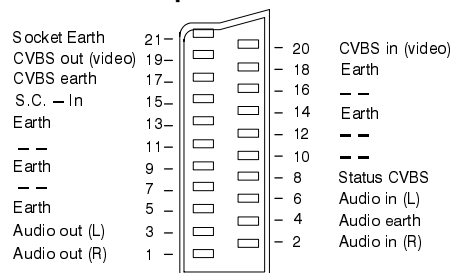 Socket Earth 21
CVBS out (video) 19
CVBS earth 17
S.C. – In 15
Earth 13
– – 11
Earth 9
– – 7
Earth 5
Audio out (L) 3
Audio out (R) 1
20 CVBS in (video)
18 Earth
16 – –
14 Earth
12 – –
10 – –
8 Status CVBS
6 Audio in (L)
4 Audio earth
2 Audio in (R)